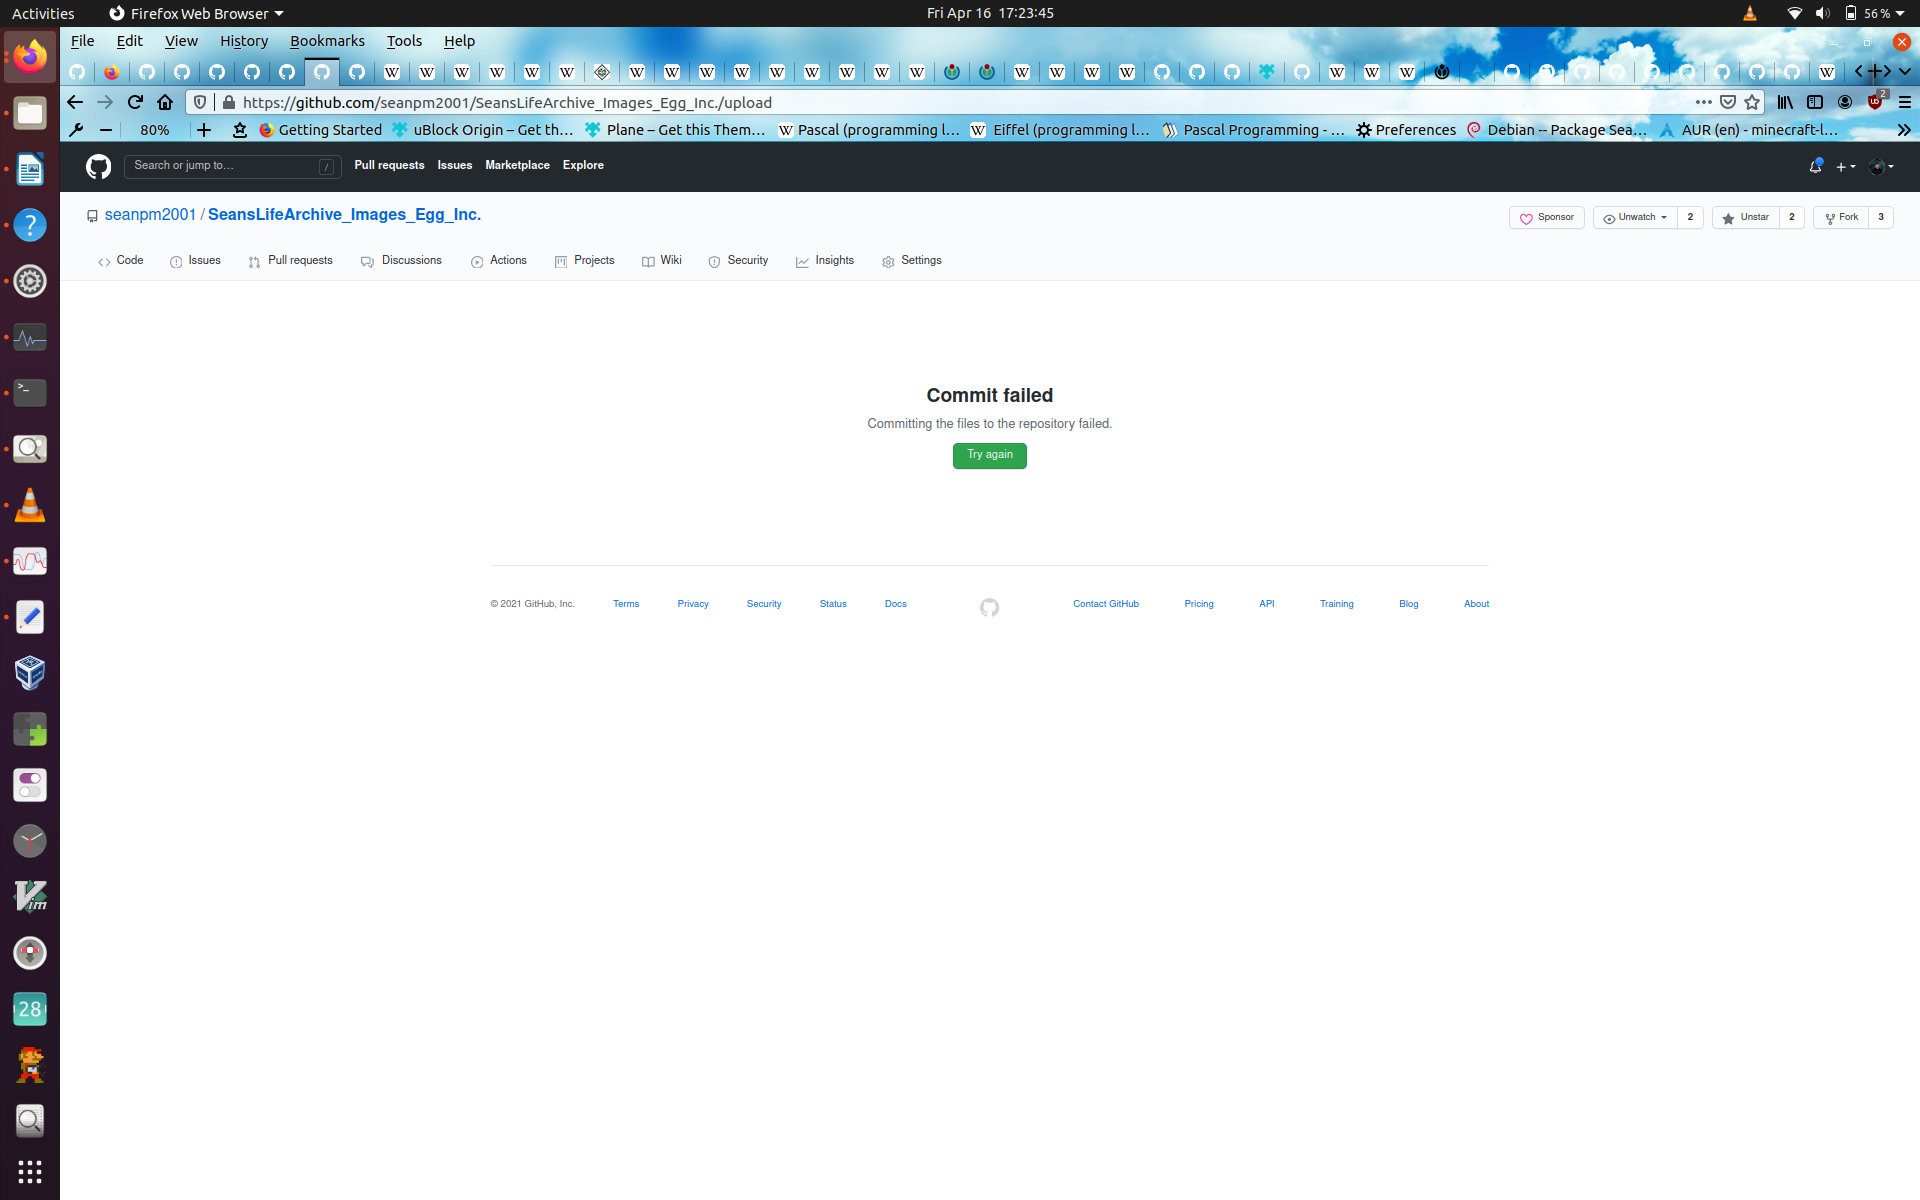 Activities Firefox Web Browser Fri Apr 16 17:23:45 56 %
File Edit View History Bookmarks Tools Help
https://github.com/seanpm2001/SeansLifeArchive_Images_Egg_Inc./upload 2
80% Getting Started uBlock Origin – Get th… Plane – Get this Them… Pascal (programming l… Eiffel (programming l… Pascal Programming - … Preferences Debian -- Package Sea… AUR (en) - minecraft-l…
Search or jump to… / Pull requests Issues Marketplace Explore
seanpm2001 / SeansLifeArchive_Images_Egg_Inc. Sponsor Unwatch 2 Unstar 2 Fork 3
Code Issues Pull requests Discussions Actions Projects Wiki Security Insights Settings
Commit failed
Committing the files to the repository failed.
Try again
© 2021 GitHub, Inc. Terms Privacy Security Status Docs Contact GitHub Pricing API Training Blog About
28